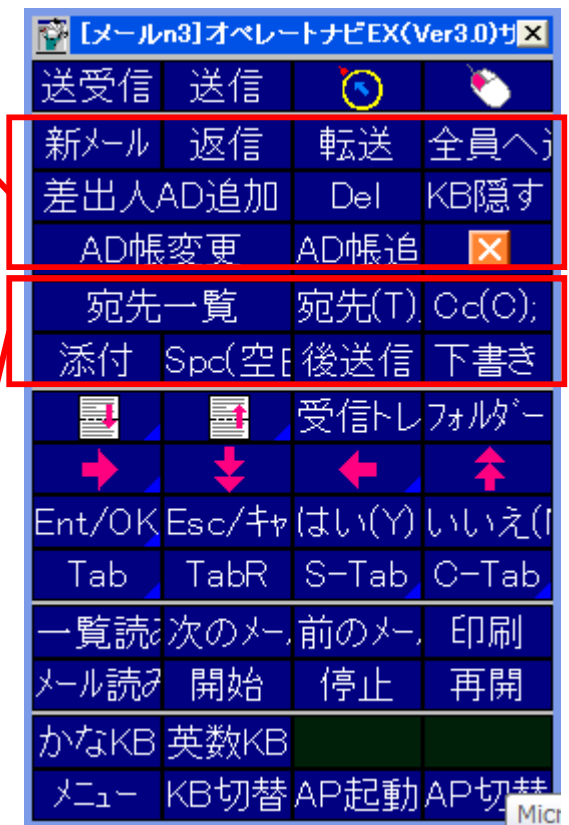 [メールn3]オペレートナビEX(Ver3.0)サ
送受信 送信
新メール 返信 転送 全員へ
差出人AD追加 Del KB隠す
AD帳変更 AD帳追
宛先一覧 宛先(T) Cc(C);
添付 Spc(空 後送信 下書き
受信トレ フォルダー
Ent/OK Esc/キャ はい(Y) いいえ(
Tab TabR S-Tab C-Tab
一覧読 次のメー 前のメー 印刷
メール読み 開始 停止 再開
かなKB 英数KB
メニュー KB切替 AP起動 AP切替
Micr